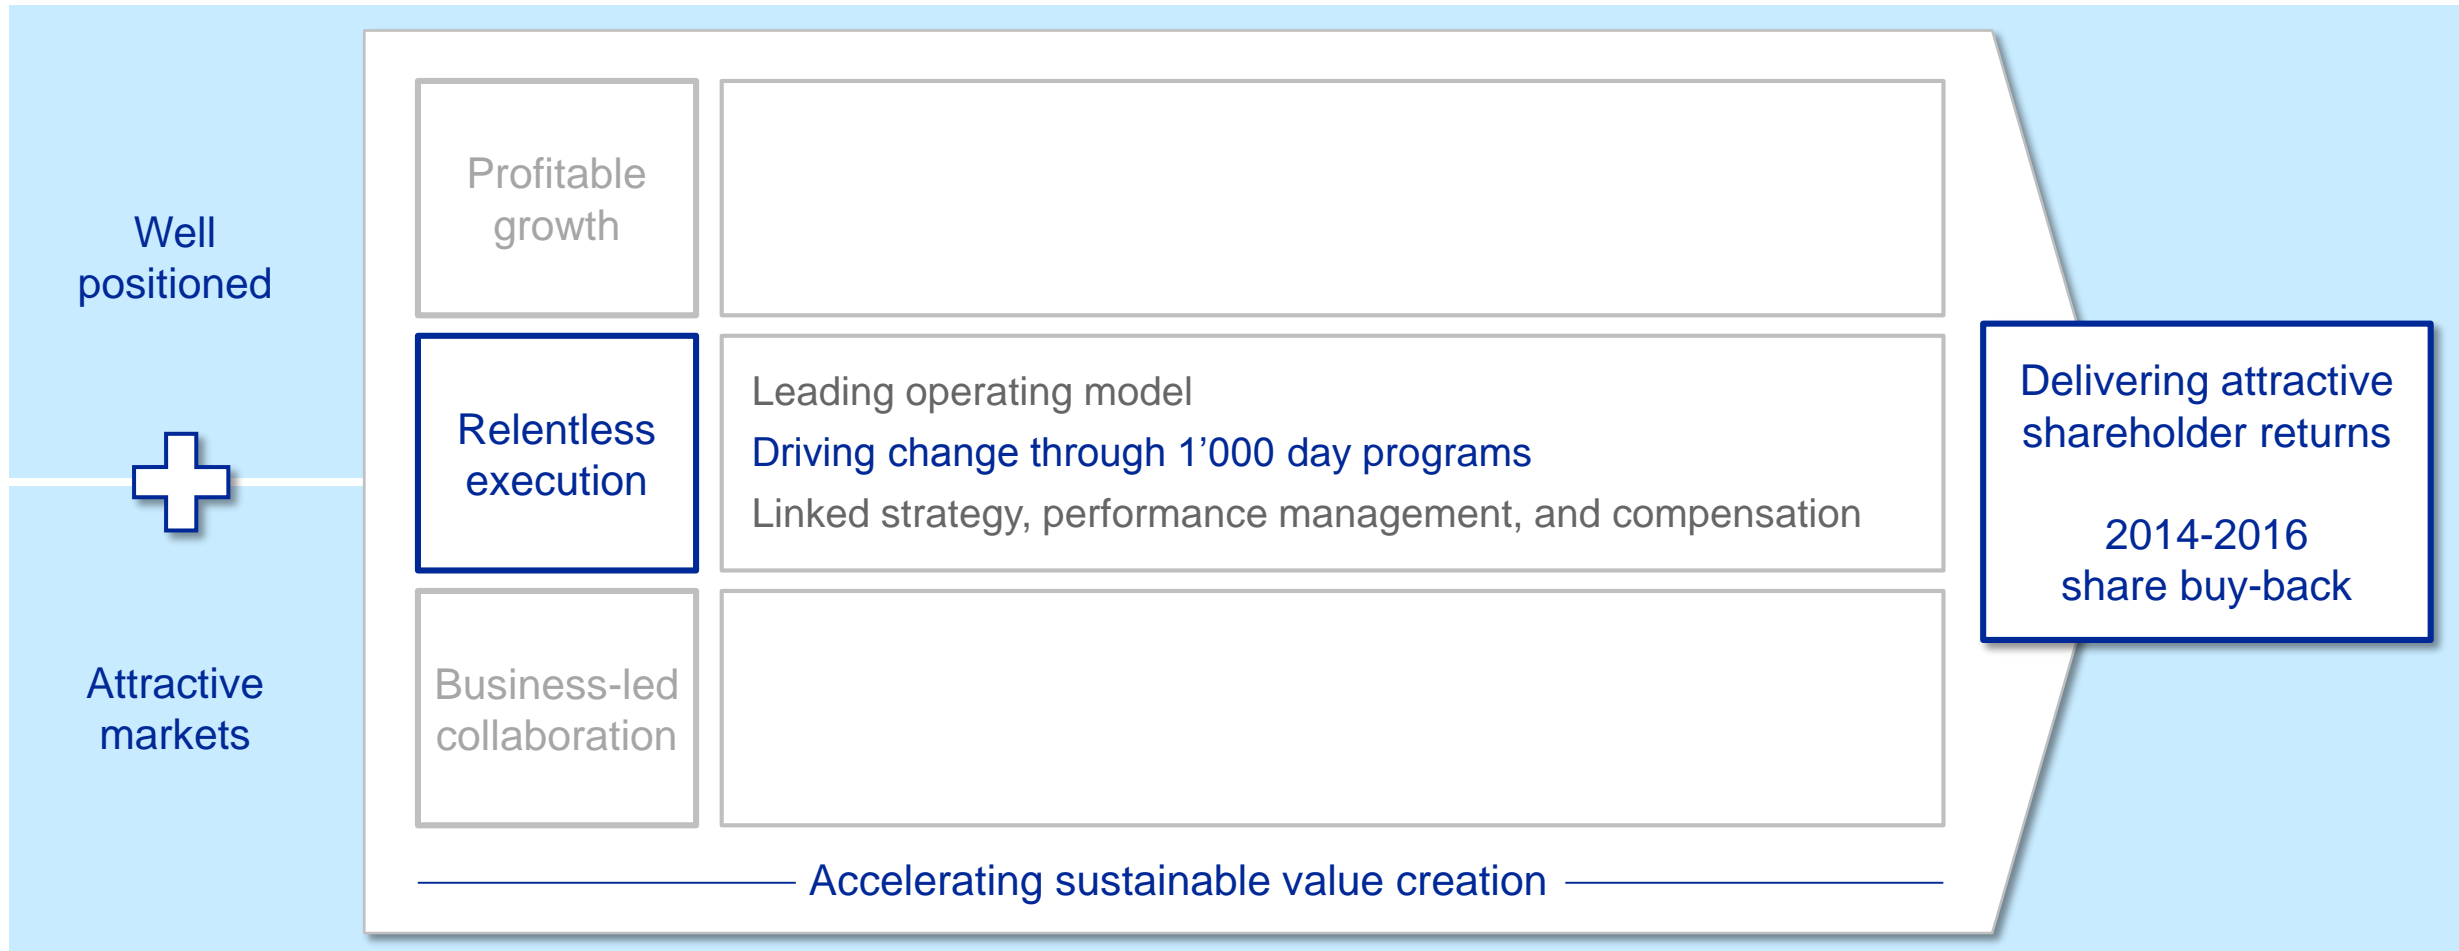 Well
positioned
Attractive
markets
Profitable
growth
Relentless
execution
Leading operating model
Driving change through 1’000 day programs
Linked strategy, performance management, and compensation
Business-led
collaboration
Accelerating sustainable value creation
Delivering attractive
shareholder returns
2014-2016
share buy-back